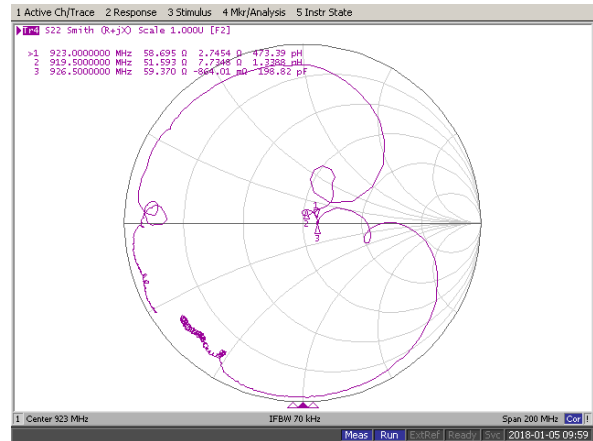 1 Active Ch/Trace 2 Response 3 Stimulus 4 Mkr/Analysis 5 Instr State
Tr4 S22 Smith (R+jX) Scale 1.000U [F2]
>1 923.0000000 MHz 58.695 Ω 2.7454 Ω 473.39 pH
2 919.5000000 MHz 51.593 Ω 7.7348 Ω 1.3388 nH
3 926.5000000 MHz 59.370 Ω -864.01 mΩ 198.82 pF
1
2
3
1 Center 923 MHz IFBW 70 kHz Span 200 MHz Cor !
Meas Run ExtRef Ready Svc 2018-01-05 09:59